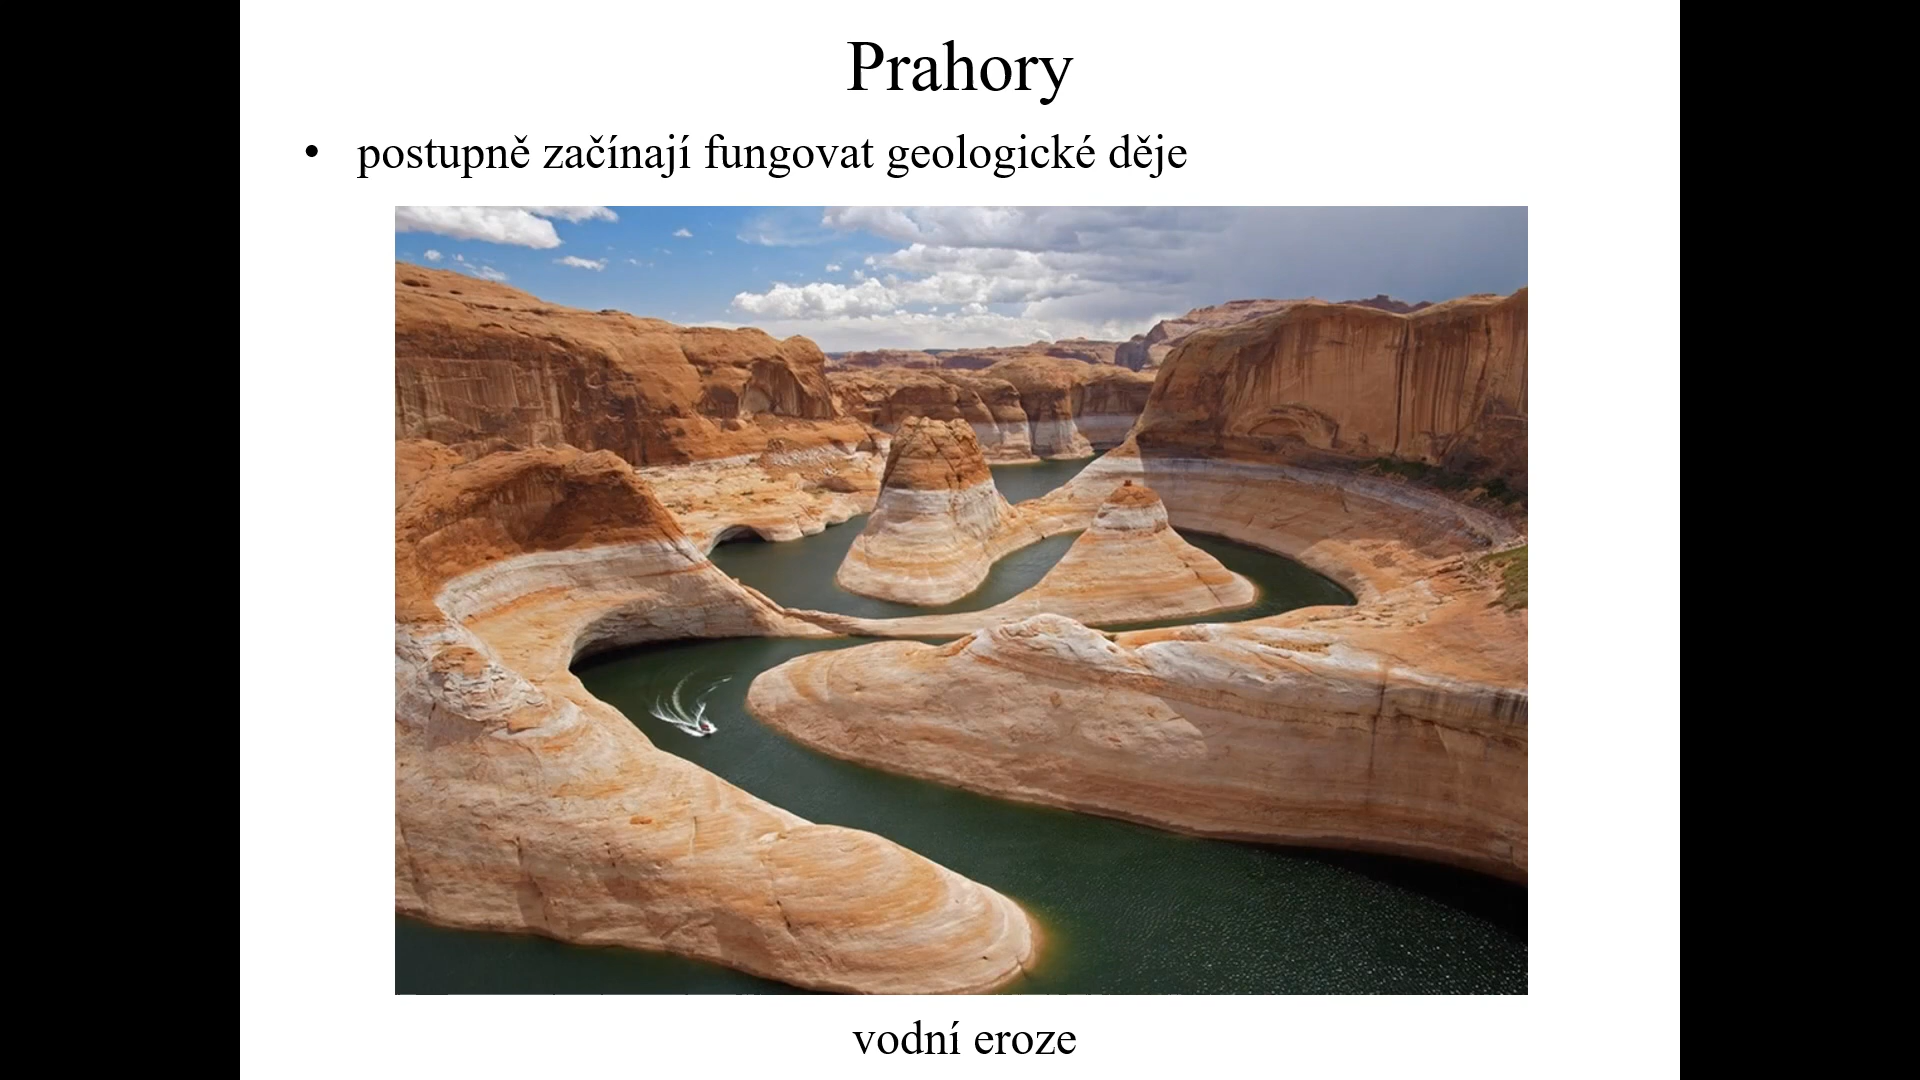 Prahory
• postupně začínají fungovat geologické děje
vodní eroze